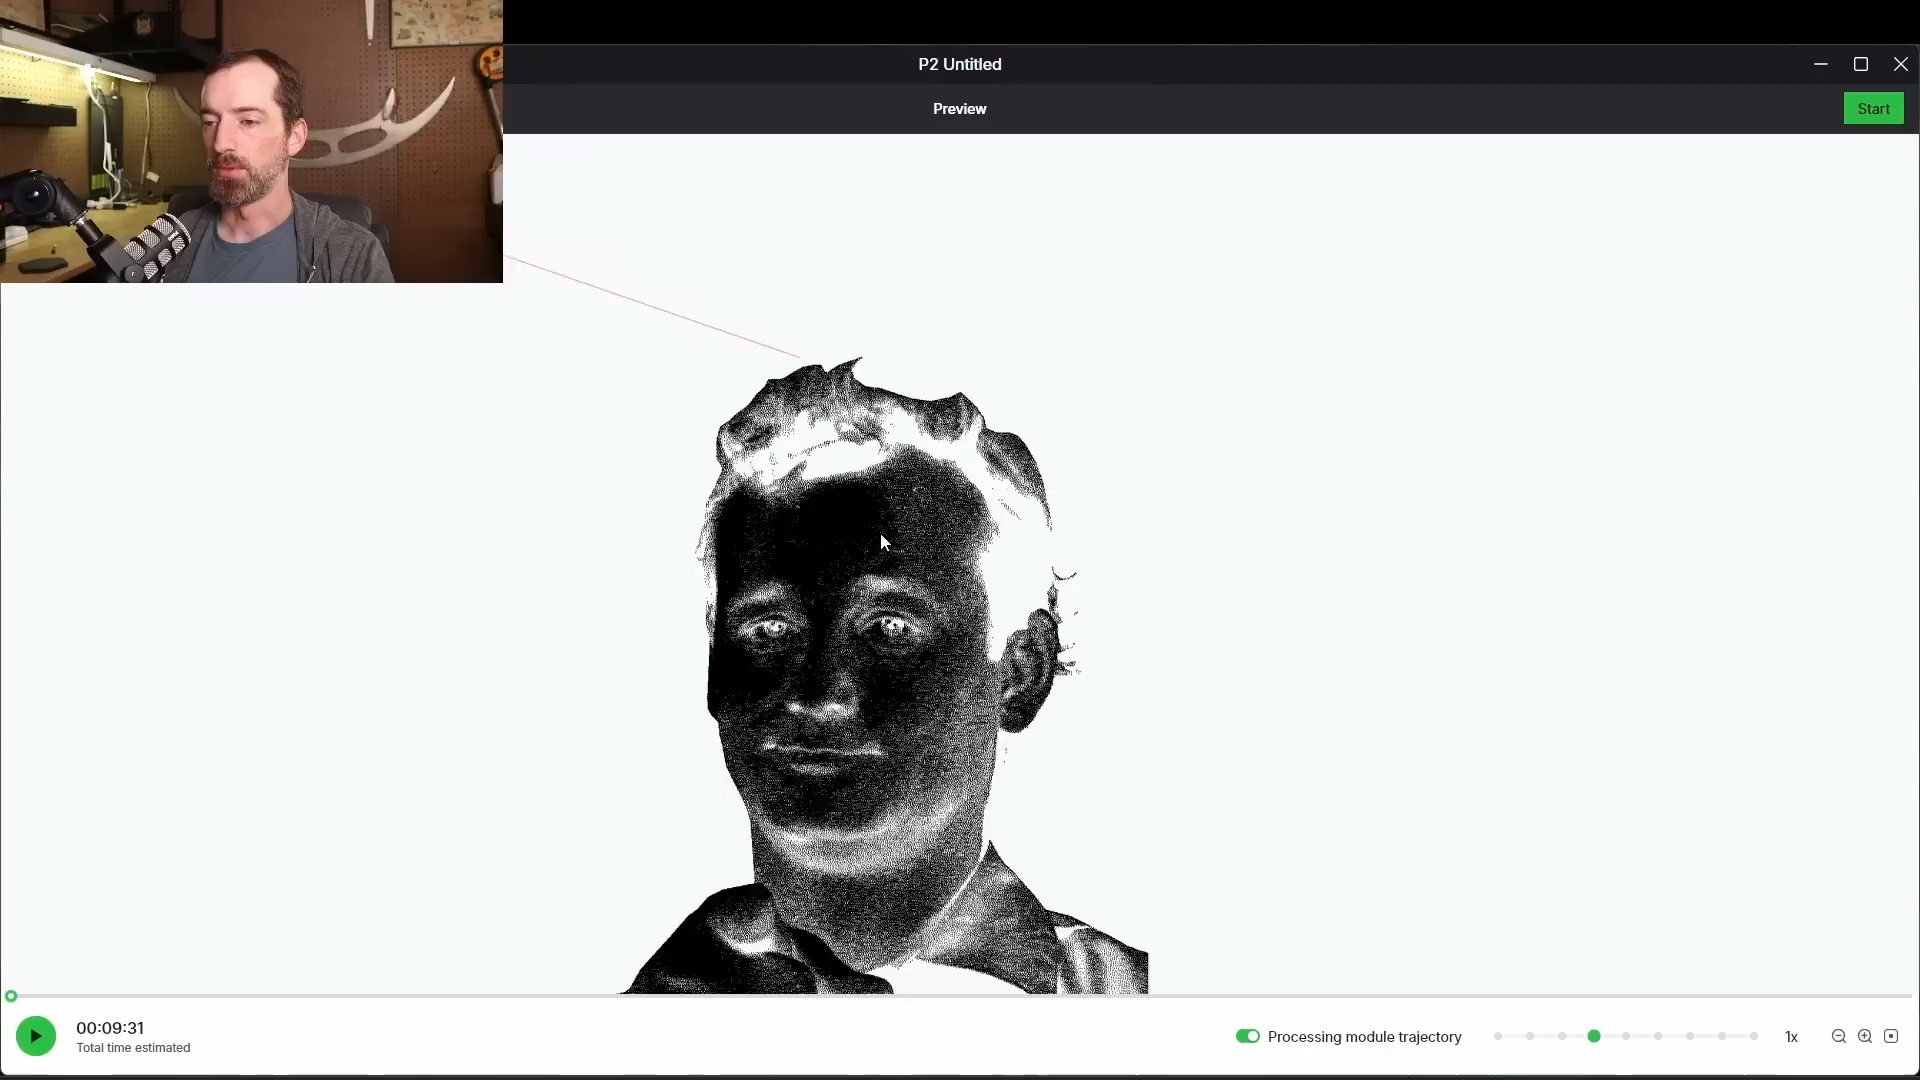 P2 Untitled
Preview
Start
00:09:31
Total time estimated
Processing module trajectory
1x